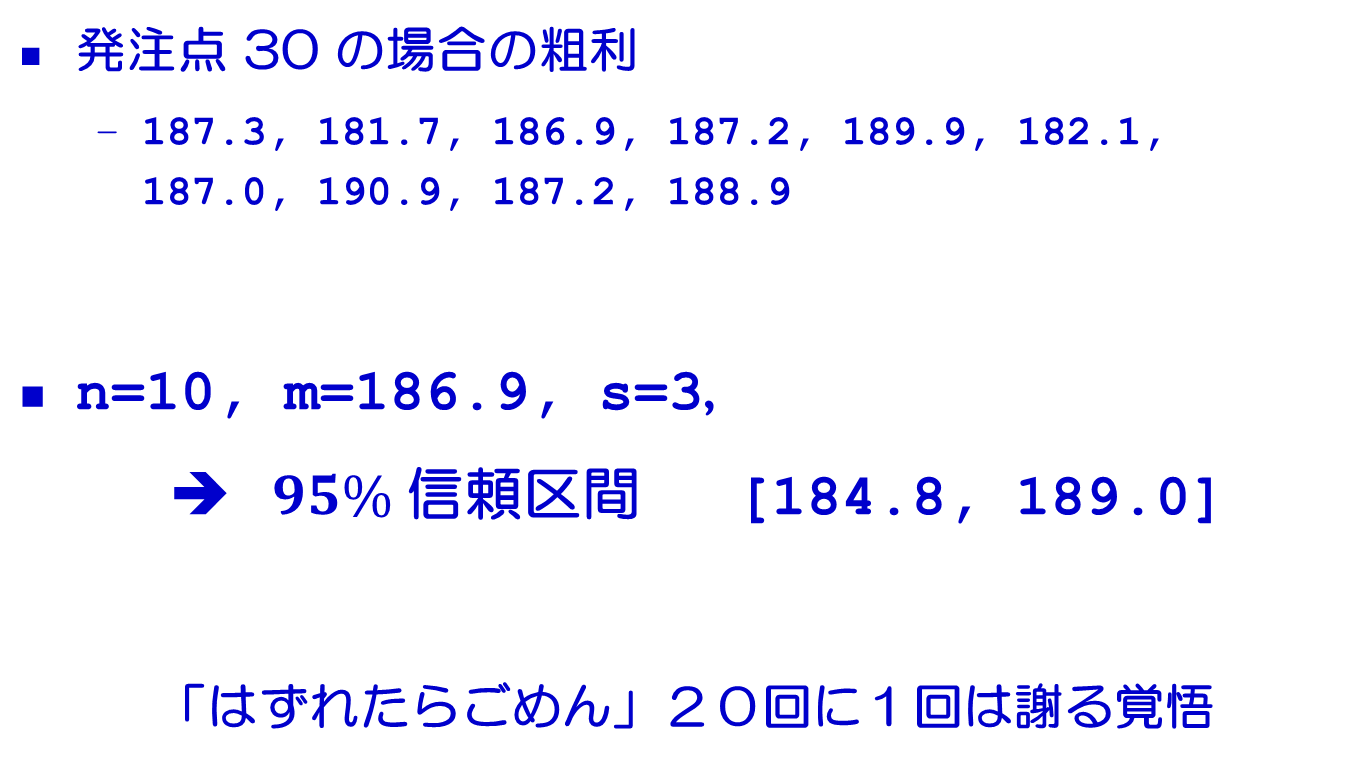 ■ 発注点 30 の場合の粗利
– 187.3, 181.7, 186.9, 187.2, 189.9, 182.1,
187.0, 190.9, 187.2, 188.9
■ n=10, m=186.9, s=3,
➔ 95% 信頼区間 [184.8, 189.0]
「はずれたらごめん」２０回に１回は謝る覚悟